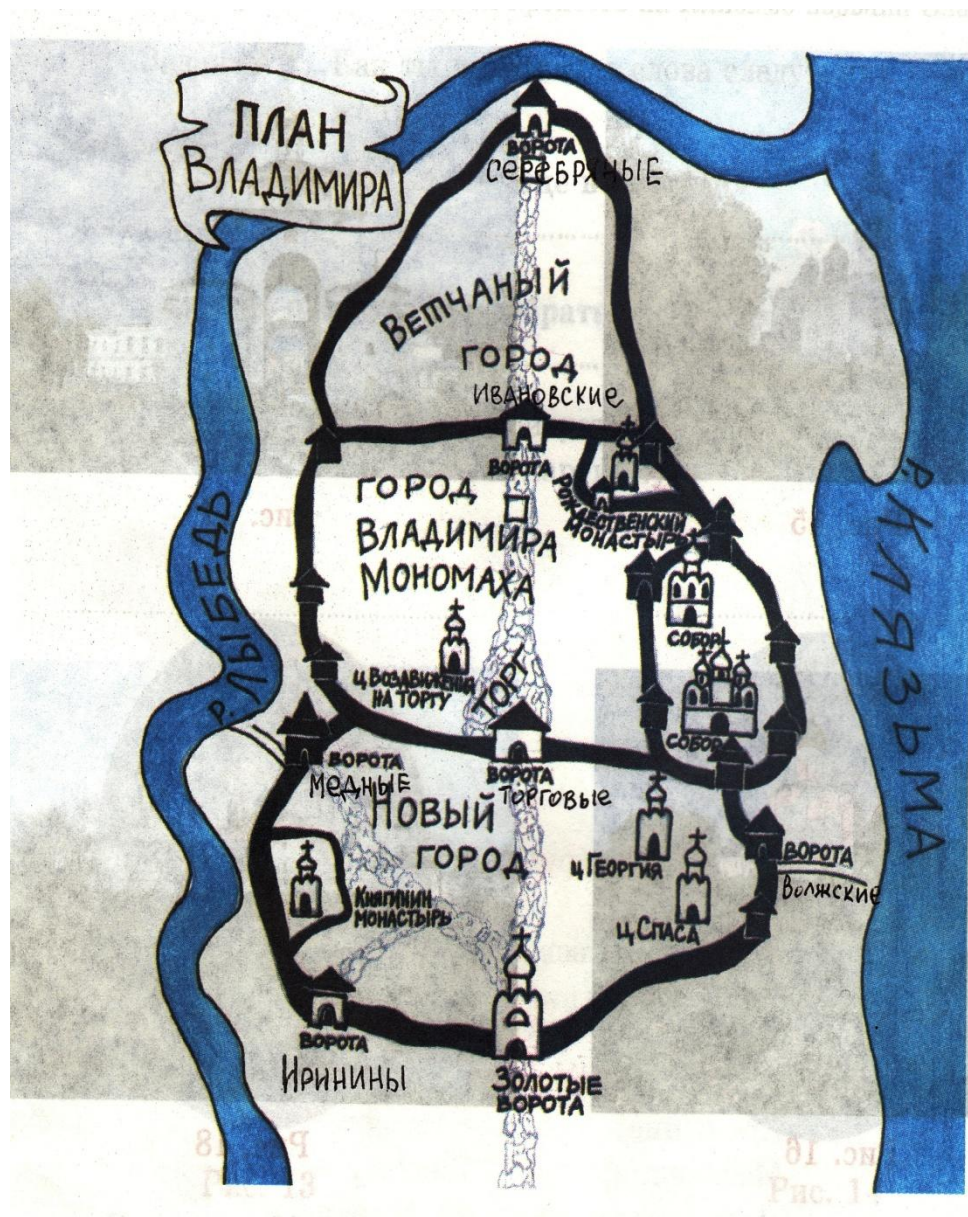 ПЛАН
ВЛАДИМИРА
ВОРОТА
СЕРЕБРЯНЫЕ
ВЕТЧАНЫЙ
ГОРОД
ИВАНОВСКИЕ
ВОРОТА
РОЖДЕСТВЕНСКИЙ
МОНАСТЫРЬ
ГОРОД
ВЛАДИМИРА
МОНОМАХА
СОБОР
Ц ВОЗДВИЖЕНИЯ
НА ТОРГУ
ТОРГ
СОБОР
Р. ЛЫБЕДЬ
Р. КЛЯЗЬМА
ВОРОТА
МЕДНЫЕ
ВОРОТА
ТОРГОВЫЕ
НОВЫЙ
ГОРОД
Ц ГЕОРГИЯ
ВОРОТА
ВОЛЖСКИЕ
КНЯГИНИН
МОНАСТЫРЬ
Ц СПАСА
ВОРОТА
ИРИНИНЫ
ЗОЛОТЫЕ
ВОРОТА